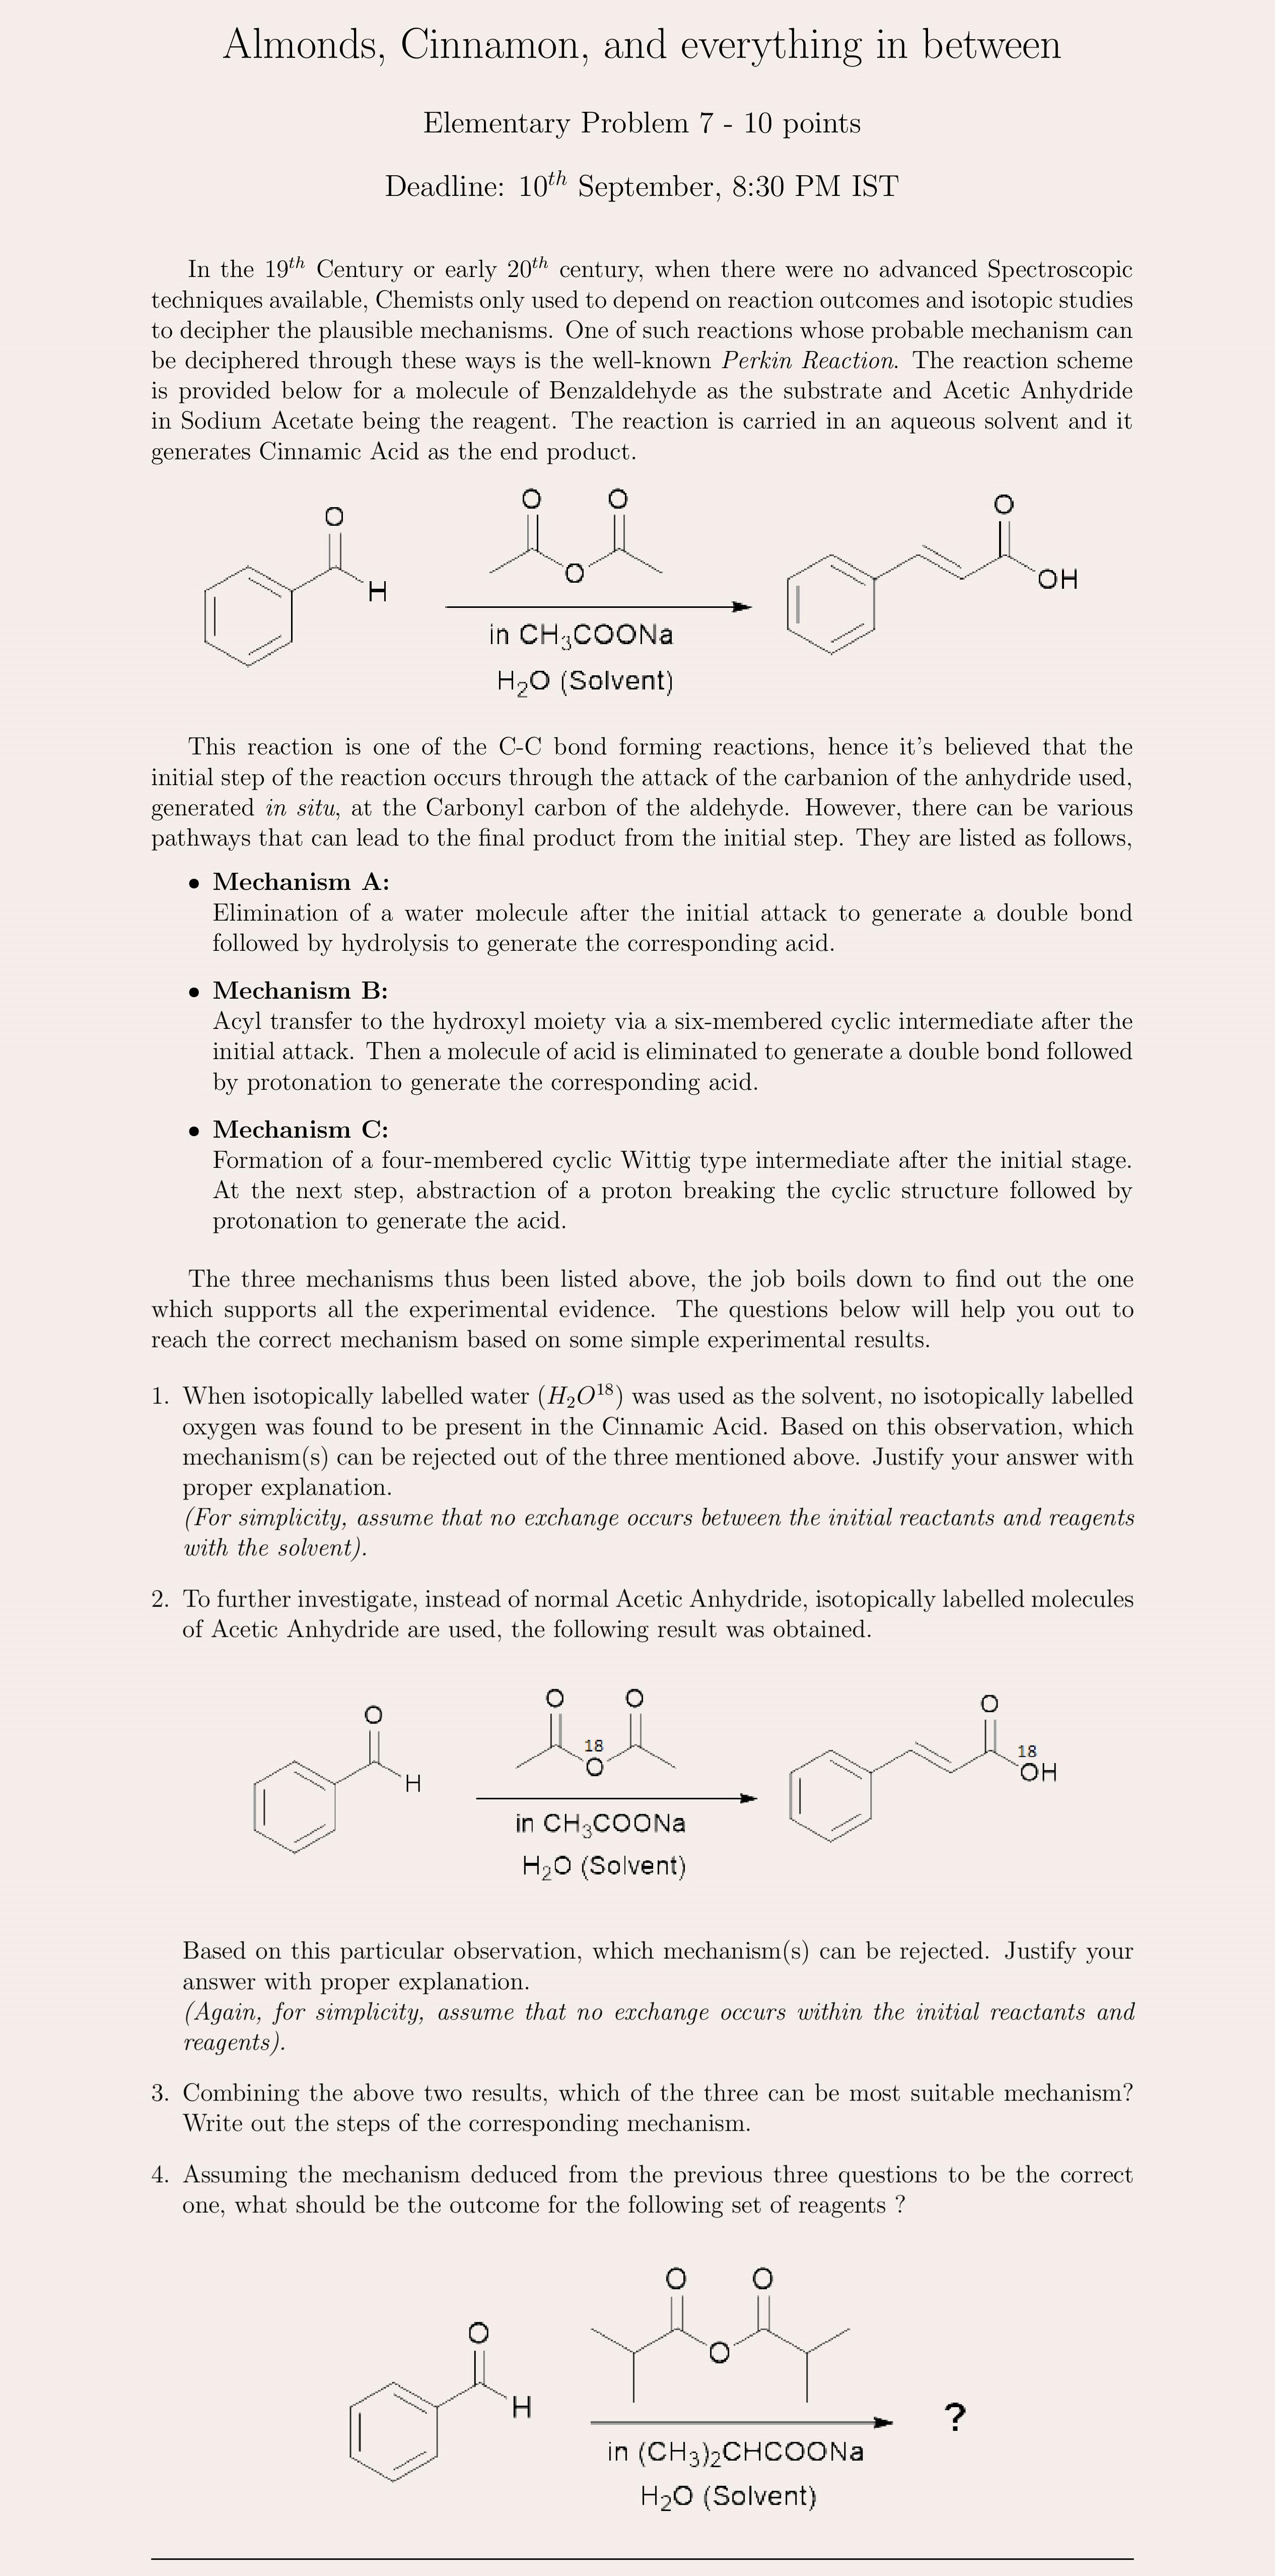 Almonds, Cinnamon, and everything in between
Elementary Problem 7 - 10 points
Deadline: 10th September, 8:30 PM IST
In the 19th Century or early 20th century, when there were no advanced Spectroscopic
techniques available, Chemists only used to depend on reaction outcomes and isotopic studies
to decipher the plausible mechanisms. One of such reactions whose probable mechanism can
be deciphered through these ways is the well-known Perkin Reaction. The reaction scheme
is provided below for a molecule of Benzaldehyde as the substrate and Acetic Anhydride
in Sodium Acetate being the reagent. The reaction is carried in an aqueous solvent and it
generates Cinnamic Acid as the end product.
O
H
O O
O
in CH3COONa
H2O (Solvent)
O
OH
This reaction is one of the C-C bond forming reactions, hence it's believed that the
initial step of the reaction occurs through the attack of the carbanion of the anhydride used,
generated in situ, at the Carbonyl carbon of the aldehyde. However, there can be various
pathways that can lead to the final product from the initial step. They are listed as follows,
• Mechanism A:
Elimination of a water molecule after the initial attack to generate a double bond
followed by hydrolysis to generate the corresponding acid.
• Mechanism B:
Acyl transfer to the hydroxyl moiety via a six-membered cyclic intermediate after the
initial attack. Then a molecule of acid is eliminated to generate a double bond followed
by protonation to generate the corresponding acid.
• Mechanism C:
Formation of a four-membered cyclic Wittig type intermediate after the initial stage.
At the next step, abstraction of a proton breaking the cyclic structure followed by
protonation to generate the acid.
The three mechanisms thus been listed above, the job boils down to find out the one
which supports all the experimental evidence. The questions below will help you out to
reach the correct mechanism based on some simple experimental results.
1. When isotopically labelled water (H2O18) was used as the solvent, no isotopically labelled
oxygen was found to be present in the Cinnamic Acid. Based on this observation, which
mechanism(s) can be rejected out of the three mentioned above. Justify your answer with
proper explanation.
(For simplicity, assume that no exchange occurs between the initial reactants and reagents
with the solvent).
2. To further investigate, instead of normal Acetic Anhydride, isotopically labelled molecules
of Acetic Anhydride are used, the following result was obtained.
O
H
O O
18
O
in CH3COONa
H2O (Solvent)
O
18
OH
Based on this particular observation, which mechanism(s) can be rejected. Justify your
answer with proper explanation.
(Again, for simplicity, assume that no exchange occurs within the initial reactants and
reagents).
3. Combining the above two results, which of the three can be most suitable mechanism?
Write out the steps of the corresponding mechanism.
4. Assuming the mechanism deduced from the previous three questions to be the correct
one, what should be the outcome for the following set of reagents ?
O
H
O O
O
in (CH3)2CHCOONa
H2O (Solvent)
?